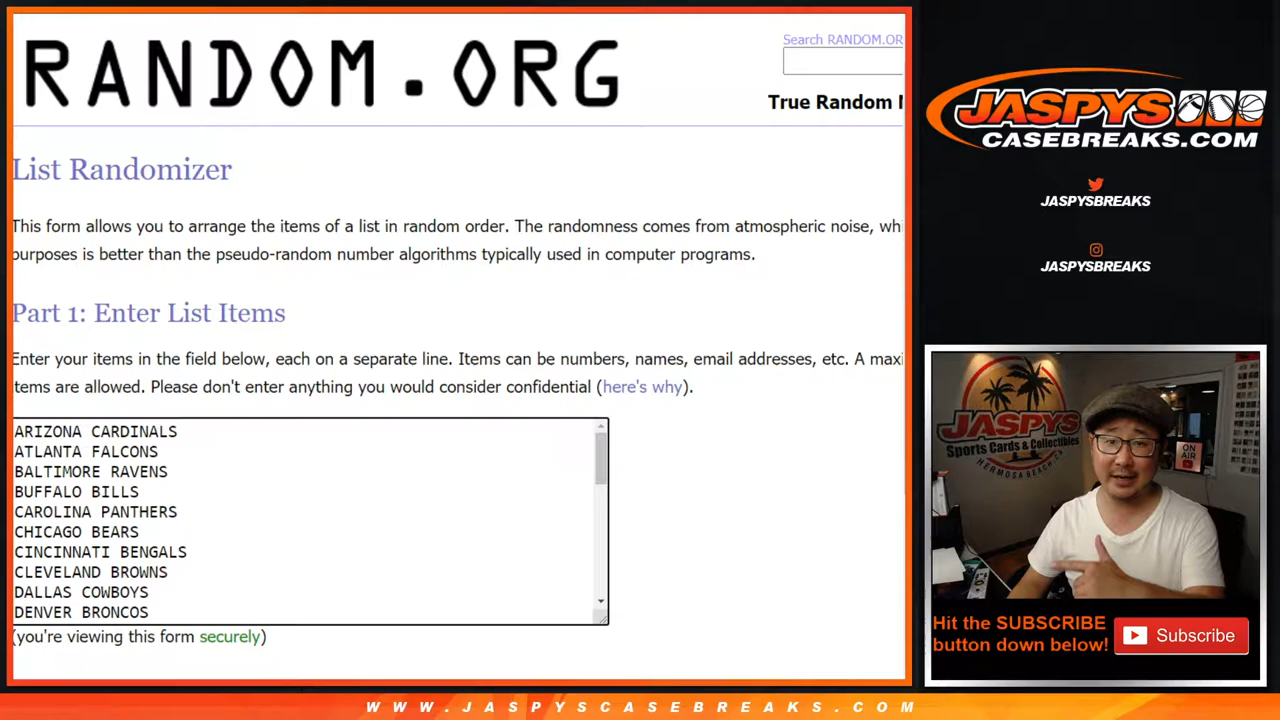 RANDOM.ORG
Search RANDOM.OR
True Random
List Randomizer
This form allows you to arrange the items of a list in random order. The randomness comes from atmospheric noise, wh
purposes is better than the pseudo-random number algorithms typically used in computer programs.
Part 1: Enter List Items
Enter your items in the field below, each on a separate line. Items can be numbers, names, email addresses, etc. A maxi
items are allowed. Please don't enter anything you would consider confidential (here's why).
ARIZONA CARDINALS
ATLANTA FALCONS
BALTIMORE RAVENS
BUFFALO BILLS
CAROLINA PANTHERS
CHICAGO BEARS
CINCINNATI BENGALS
CLEVELAND BROWNS
DALLAS COWBOYS
DENVER BRONCOS
(you're viewing this form securely)
JASPYS
CASEBREAKS.COM
JASPYSBREAKS
JASPYSBREAKS
JASPYS
Sports Cards & Collectibles
HERMOSA BEACH, CA
ON AIR
Hit the SUBSCRIBE
button down below!
Subscribe
WWW.JASPYSCASEBREAKS.COM